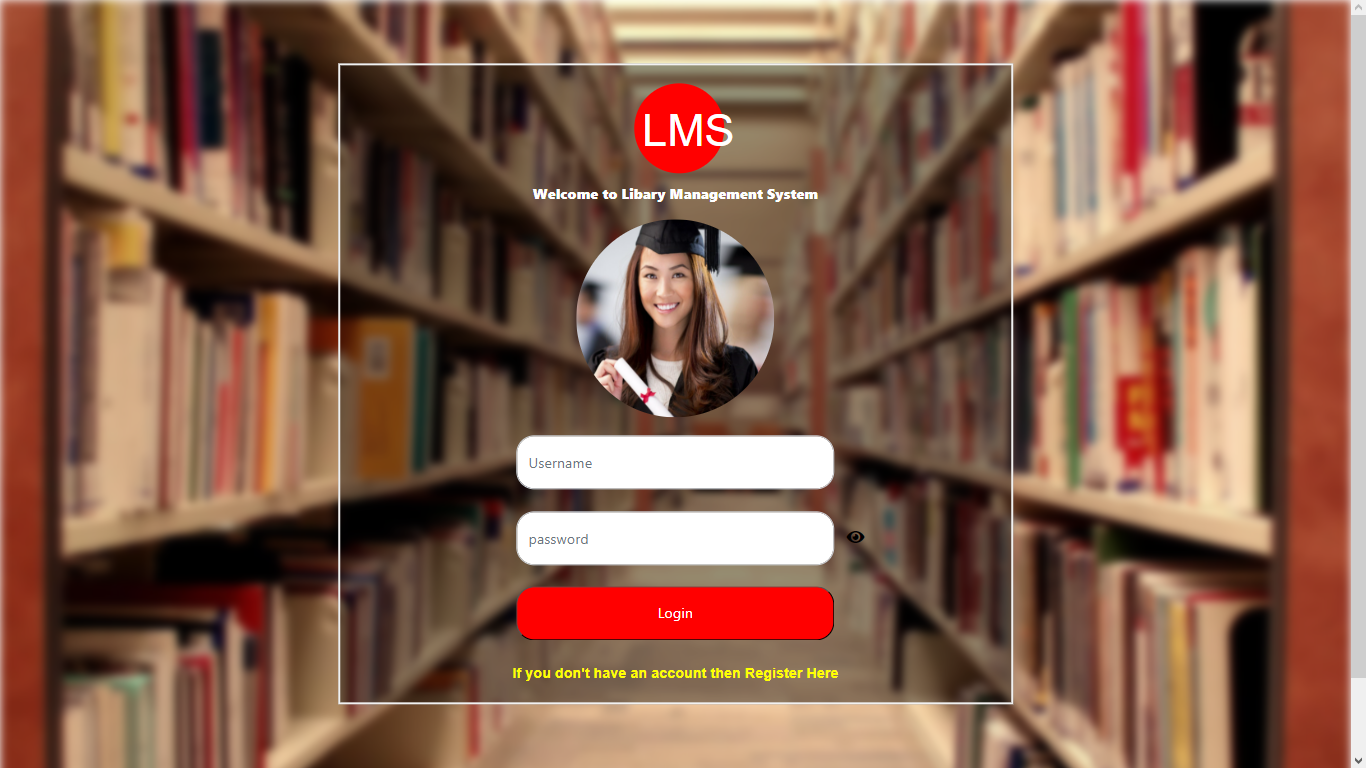 LMS
Welcome to Libary Management System
Username
password
Login
If you don't have an account then Register Here